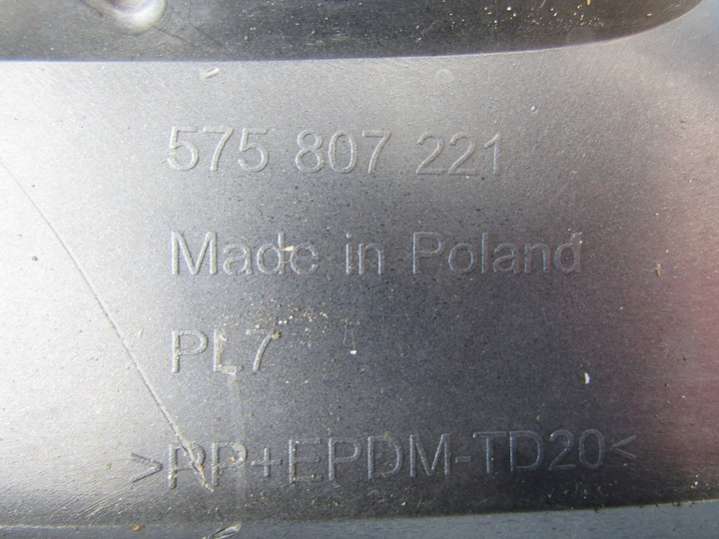 575 807 221
Made in Poland
PL7
>PP+EPDM-TD20<